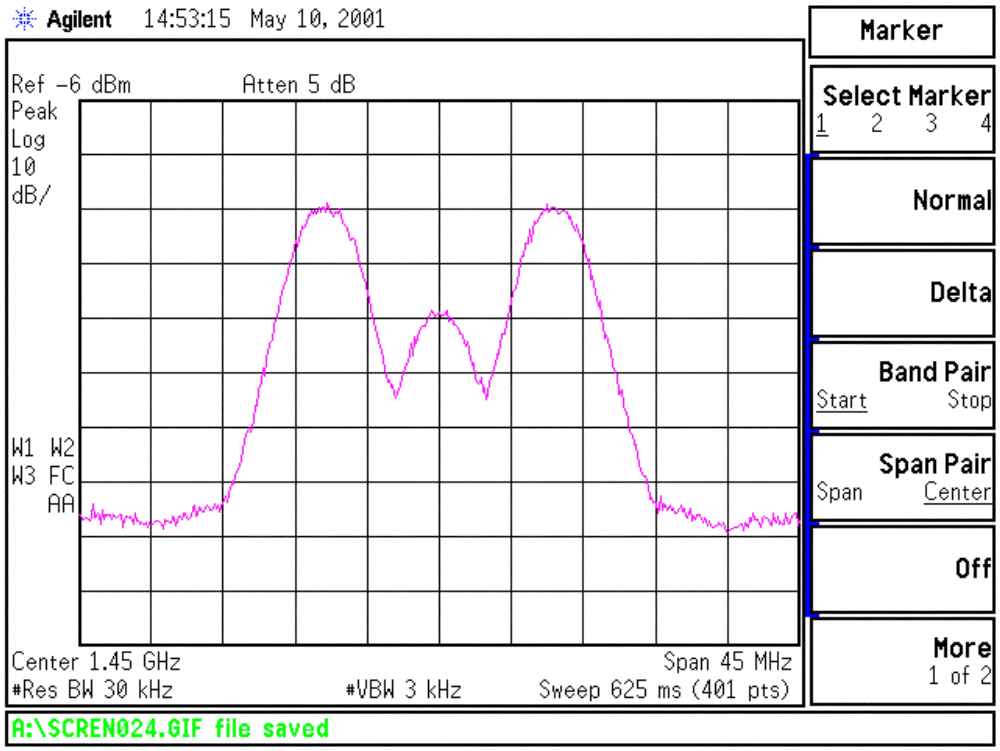 Agilent 14:53:15 May 10, 2001
Ref -6 dBm Atten 5 dB
Peak
Log
10
dB/
W1 W2
W3 FC
AA
Center 1.45 GHz Span 45 MHz
#Res BW 30 kHz #VBW 3 kHz Sweep 625 ms (401 pts)
A:\SCREN024.GIF file saved
Marker
Select Marker
1 2 3 4
Normal
Delta
Band Pair
Start Stop
Span Pair
Span Center
Off
More
1 of 2